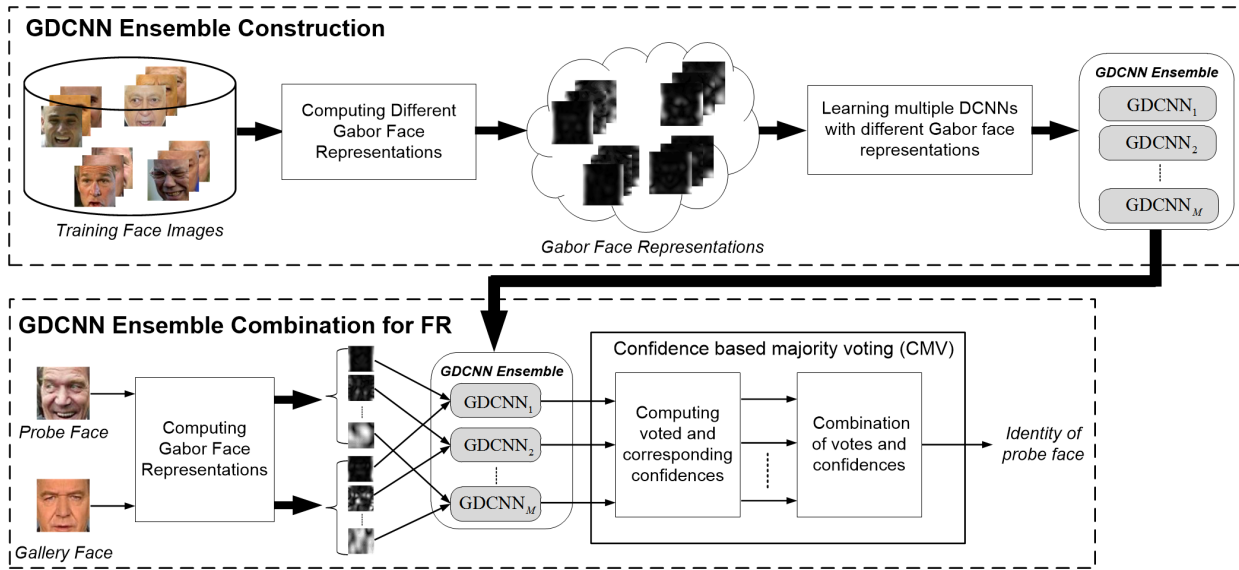 GDCNN Ensemble Construction
Training Face Images
Computing Different
Gabor Face
Representations
Gabor Face Representations
Learning multiple DCNNs
with different Gabor face
representations
GDCNN Ensemble
GDCNN1
GDCNN2
GDCNNM
GDCNN Ensemble Combination for FR
Probe Face
Gallery Face
Computing
Gabor Face
Representations
GDCNN Ensemble
GDCNN1
GDCNN2
GDCNNM
Confidence based majority voting (CMV)
Computing
voted and
corresponding
confidences
Combination
of votes and
confidences
Identity of
probe face